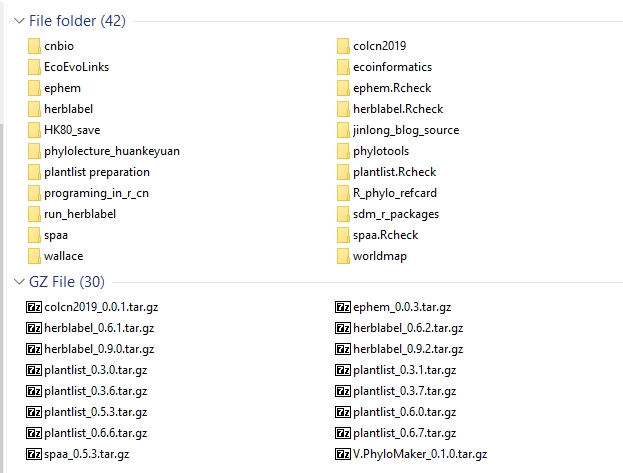 File folder (42)
cnbio colcn2019
EcoEvoLinks ecoinformatics
ephem ephem.Rcheck
herblabel herblabel.Rcheck
HK80_save jinlong_blog_source
phylolecture_huankeyuan phylotools
plantlist preparation plantlist.Rcheck
programing_in_r_cn R_phylo_refcard
run_herblabel sdm_r_packages
spaa spaa.Rcheck
wallace worldmap
GZ File (30)
colcn2019_0.0.1.tar.gz ephem_0.0.3.tar.gz
herblabel_0.6.1.tar.gz herblabel_0.6.2.tar.gz
herblabel_0.9.0.tar.gz herblabel_0.9.2.tar.gz
plantlist_0.3.0.tar.gz plantlist_0.3.1.tar.gz
plantlist_0.3.6.tar.gz plantlist_0.3.7.tar.gz
plantlist_0.5.3.tar.gz plantlist_0.6.0.tar.gz
plantlist_0.6.6.tar.gz plantlist_0.6.7.tar.gz
spaa_0.5.3.tar.gz V.PhyloMaker_0.1.0.tar.gz